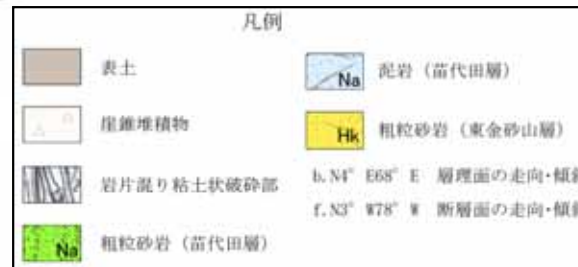 凡例
表土
崖錐堆積物
岩片混り粘土状破砕部
Na 粗粒砂岩（苗代田層）
Na 泥岩（苗代田層）
Hk 粗粒砂岩（東金砂山層）
b.N4° E68° E 層理面の走向・傾斜
f.N3° W78° W 断層面の走向・傾斜